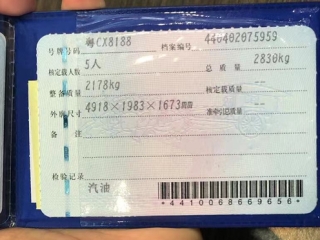 号牌号码 粤CX8188 档案编号 440402075959
核定载人数 5人 总质量 2830kg
整备质量 2178kg 核定载质量 --
外廓尺寸 4918×1983×1673mm 准牵引总质量 --
备注
检验记录
汽油
*4410068669656*